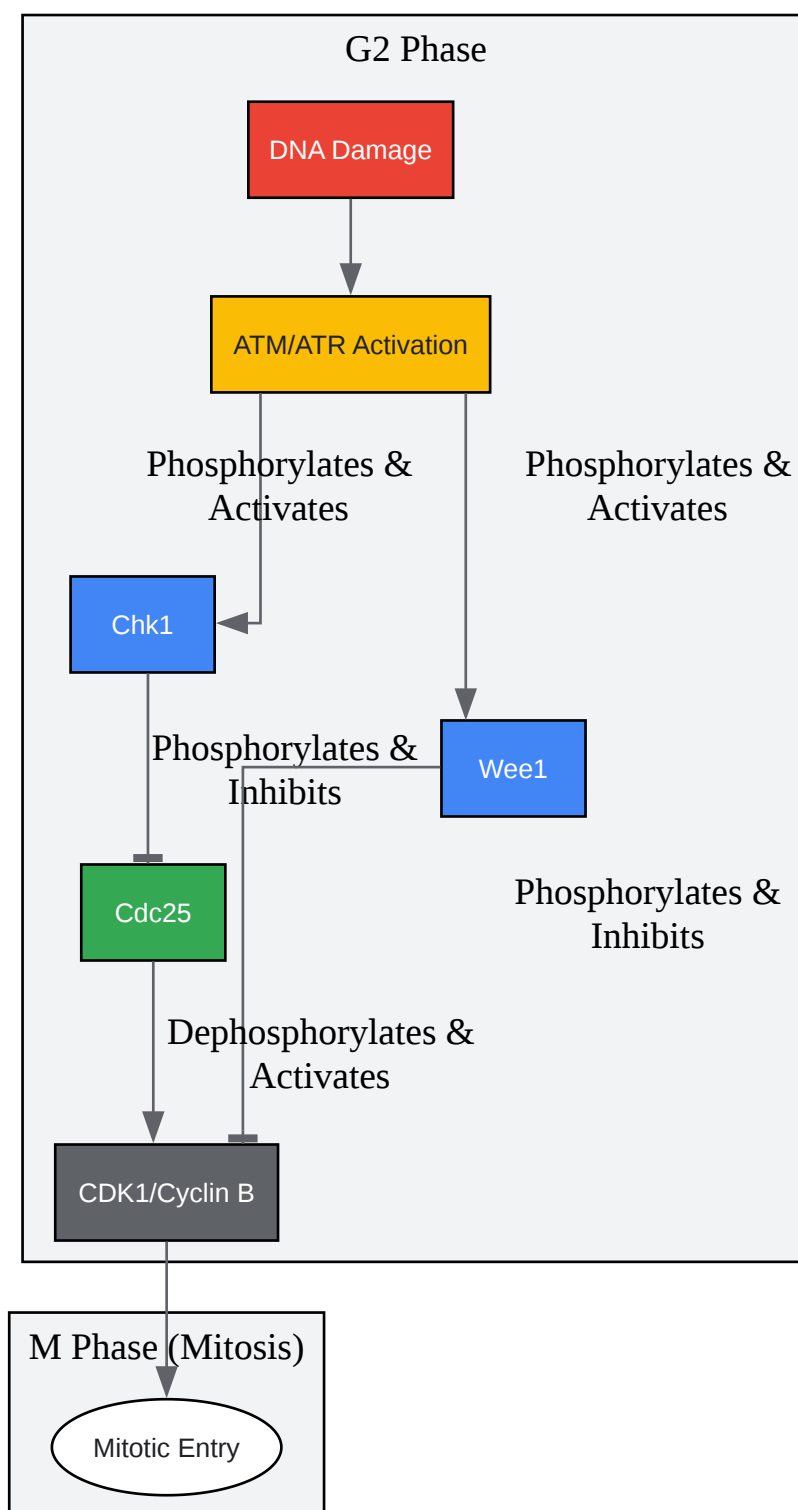 G2 Phase
DNA Damage
ATM/ATR Activation
Phosphorylates &
Activates
Phosphorylates &
Activates
Chk1
Phosphorylates &
Inhibits
Wee1
Cdc25
Phosphorylates &
Inhibits
Dephosphorylates &
Activates
CDK1/Cyclin B
M Phase (Mitosis)
Mitotic Entry